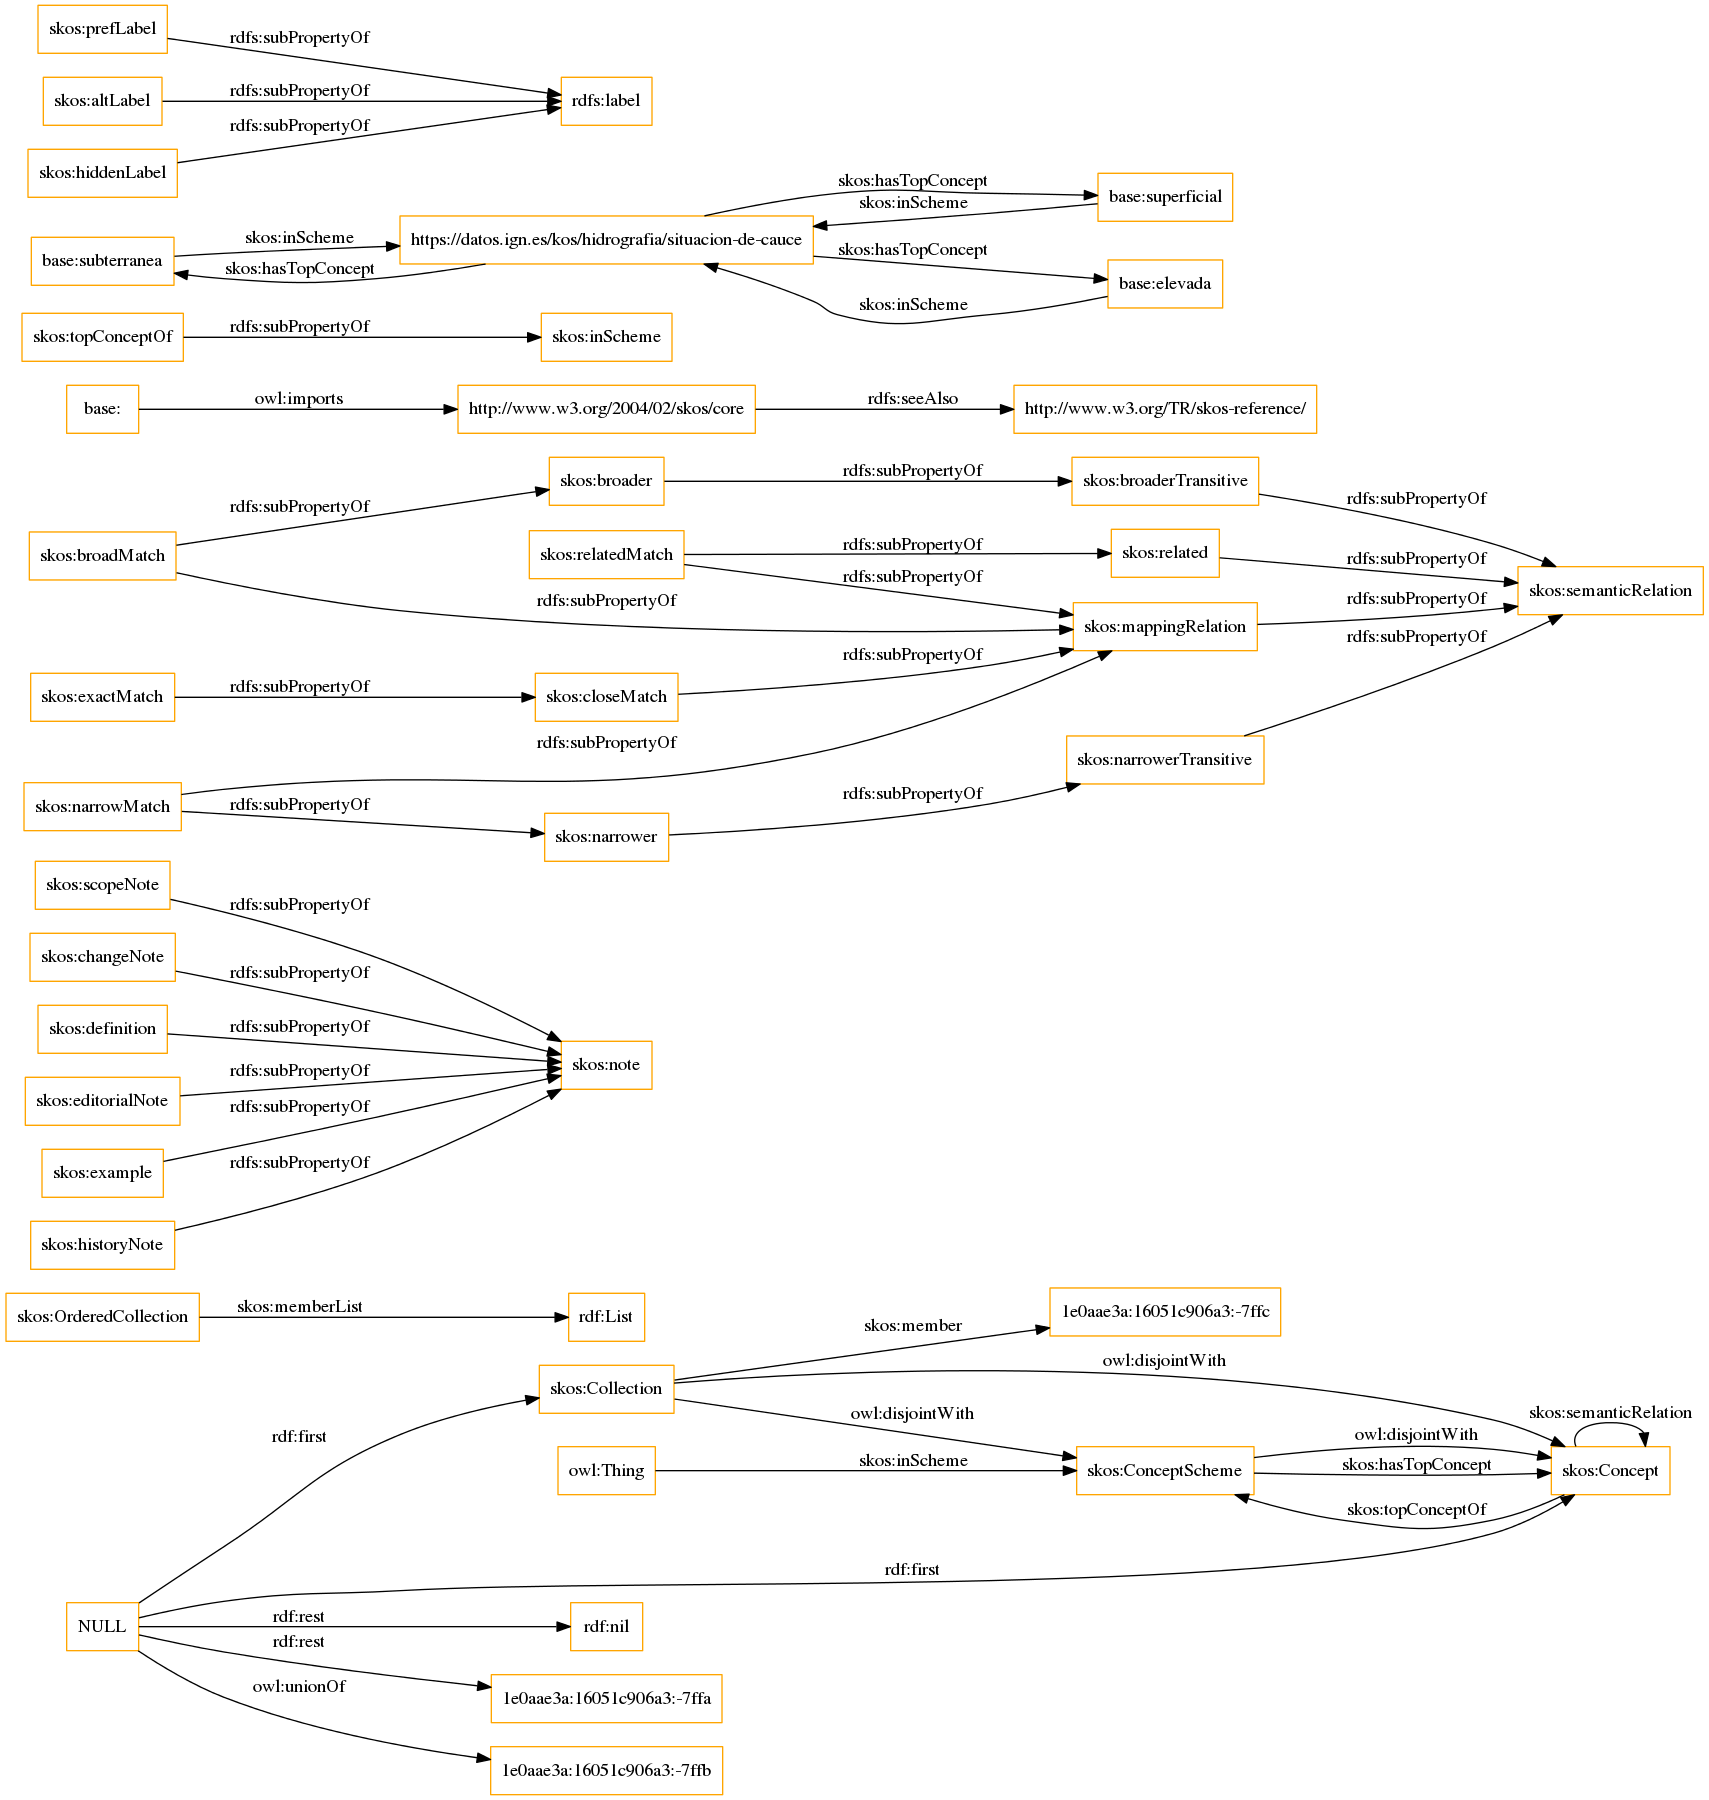 skos:prefLabel
rdfs:subPropertyOf
skos:altLabel
rdfs:subPropertyOf
rdfs:label
skos:hiddenLabel
rdfs:subPropertyOf
skos:hasTopConcept
base:superficial
skos:inScheme
base:subterranea
skos:inScheme
https://datos.ign.es/kos/hidrografia/situacion-de-cauce
skos:hasTopConcept
skos:hasTopConcept
base:elevada
skos:inScheme
skos:topConceptOf
rdfs:subPropertyOf
skos:inScheme
base:
owl:imports
http://www.w3.org/2004/02/skos/core
rdfs:seeAlso
http://www.w3.org/TR/skos-reference/
skos:broader
rdfs:subPropertyOf
skos:broaderTransitive
rdfs:subPropertyOf
rdfs:subPropertyOf
skos:broadMatch
skos:relatedMatch
rdfs:subPropertyOf
skos:related
rdfs:subPropertyOf
rdfs:subPropertyOf
skos:semanticRelation
rdfs:subPropertyOf
rdfs:subPropertyOf
skos:mappingRelation
rdfs:subPropertyOf
rdfs:subPropertyOf
skos:exactMatch
rdfs:subPropertyOf
skos:closeMatch
rdfs:subPropertyOf
skos:narrowerTransitive
skos:narrowMatch
rdfs:subPropertyOf
rdfs:subPropertyOf
skos:narrower
skos:scopeNote
rdfs:subPropertyOf
skos:changeNote
rdfs:subPropertyOf
skos:definition
rdfs:subPropertyOf
skos:note
skos:editorialNote
rdfs:subPropertyOf
rdfs:subPropertyOf
skos:example
rdfs:subPropertyOf
skos:historyNote
skos:OrderedCollection
skos:memberList
rdf:List
skos:member
1e0aae3a:16051c906a3:-7ffc
owl:disjointWith
skos:Collection
owl:disjointWith
skos:semanticRelation
rdf:first
owl:disjointWith
owl:Thing
skos:inScheme
skos:ConceptScheme
skos:hasTopConcept
skos:Concept
skos:topConceptOf
rdf:first
NULL
rdf:rest
rdf:nil
rdf:rest
owl:unionOf
1e0aae3a:16051c906a3:-7ffa
1e0aae3a:16051c906a3:-7ffb